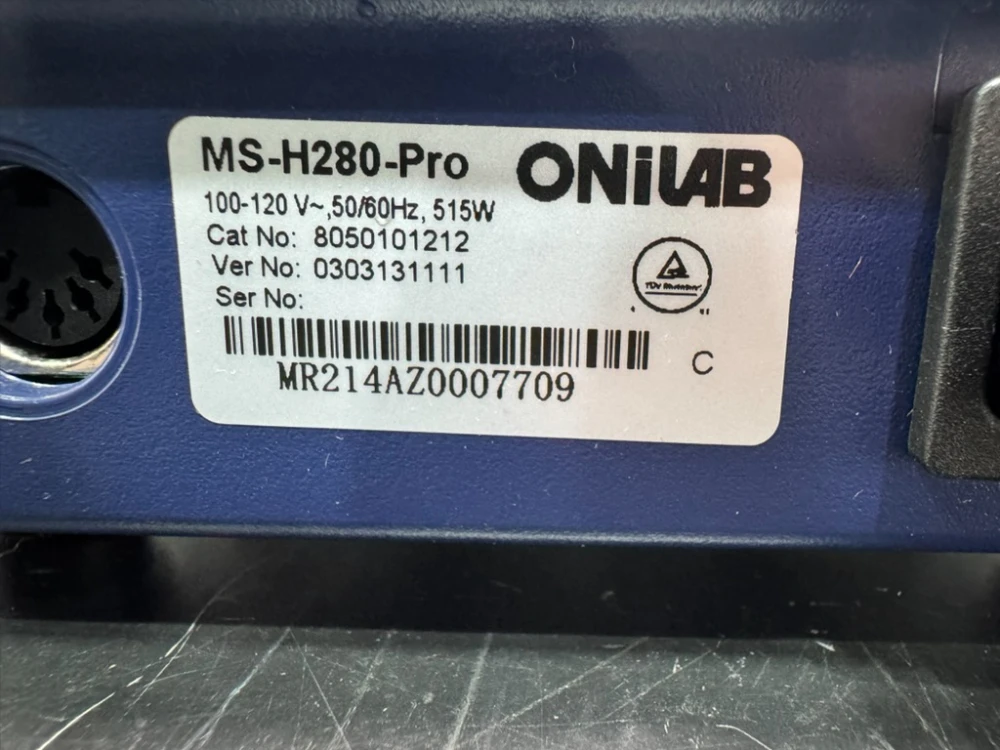 MS-H280-Pro
ONiLAB
100-120 V~,50/60Hz, 515W
Cat No: 8050101212
Ver No: 0303131111
Ser No:
C
MR214AZ0007709